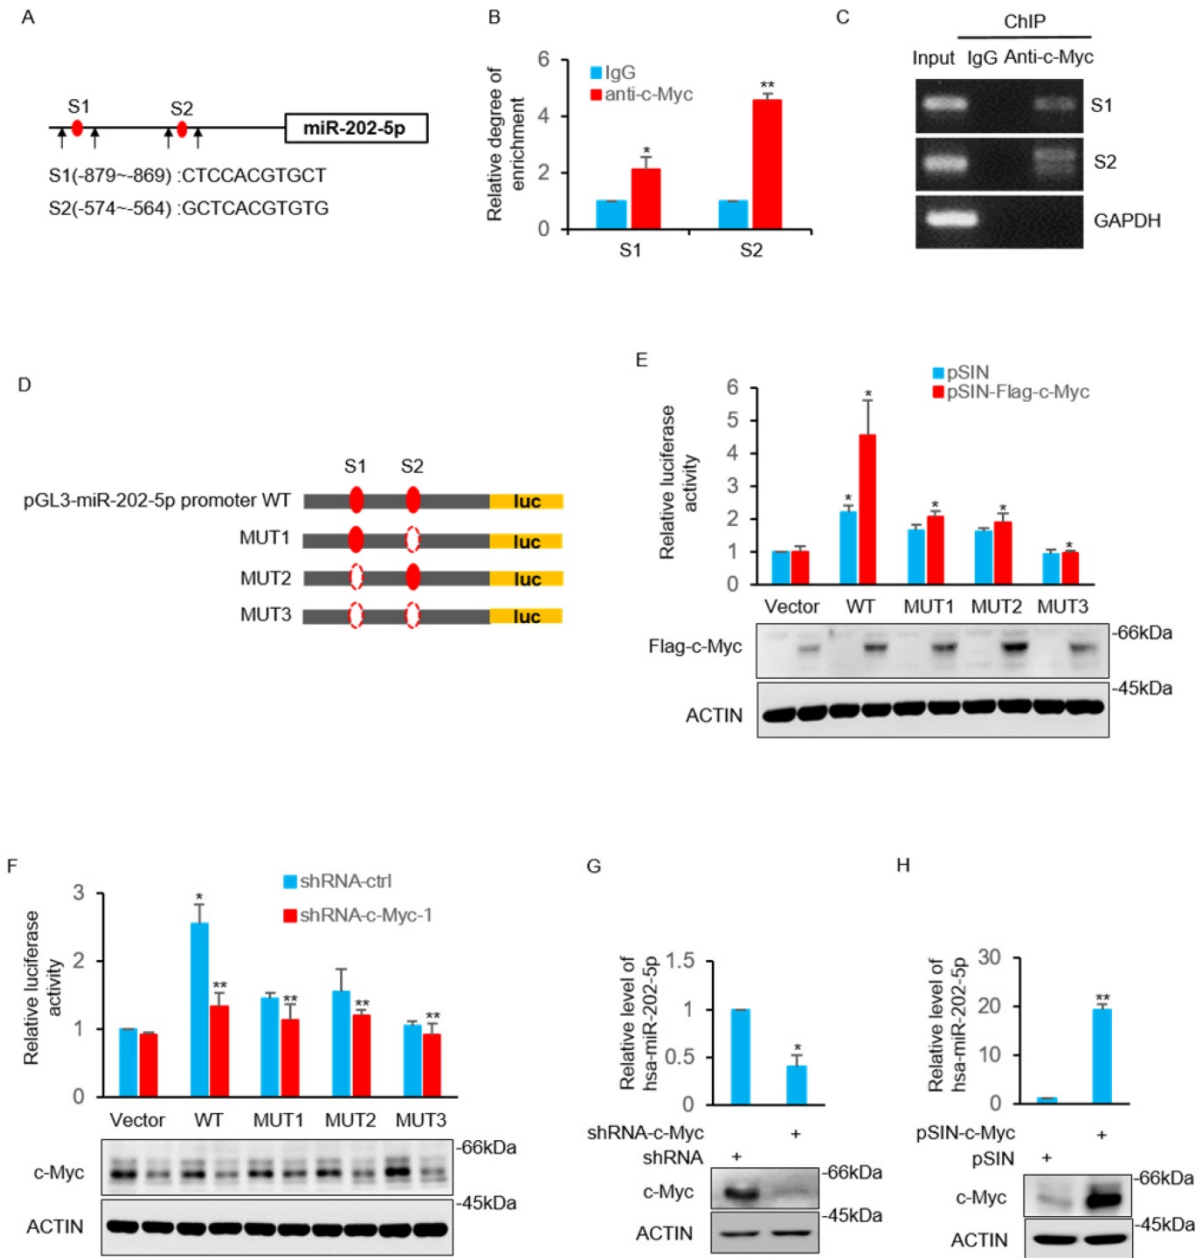 A
S1
S2
miR-202-5p
S1(-879~-869) :CTCCACGTGCT
S2(-574~-564) :GCTCACGTGTG
B
Relative degree of
enrichment
6
4
2
0
IgG
anti-c-Myc
*
**
S1
S2
C
ChIP
Input IgG Anti-c-Myc
S1
S2
GAPDH
D
S1
S2
pGL3-miR-202-5p promoter WT
luc
MUT1
luc
MUT2
luc
MUT3
luc
E
pSIN
pSIN-Flag-c-Myc
Relative luciferase
activity
6
5
4
3
2
1
0
*
*
*
*
*
Vector
WT
MUT1
MUT2
MUT3
Flag-c-Myc
-66kDa
-45kDa
ACTIN
F
shRNA-ctrl
shRNA-c-Myc-1
Relative luciferase
activity
3
2
1
0
*
**
**
**
**
Vector
WT
MUT1
MUT2
MUT3
c-Myc
-66kDa
-45kDa
ACTIN
G
Relative level of
hsa-miR-202-5p
1.5
1
0.5
0
*
shRNA-c-Myc
+
shRNA
+
c-Myc
-66kDa
-45kDa
ACTIN
H
Relative level of
hsa-miR-202-5p
30
20
10
0
**
pSIN-c-Myc
+
pSIN
+
c-Myc
-66kDa
-45kDa
ACTIN